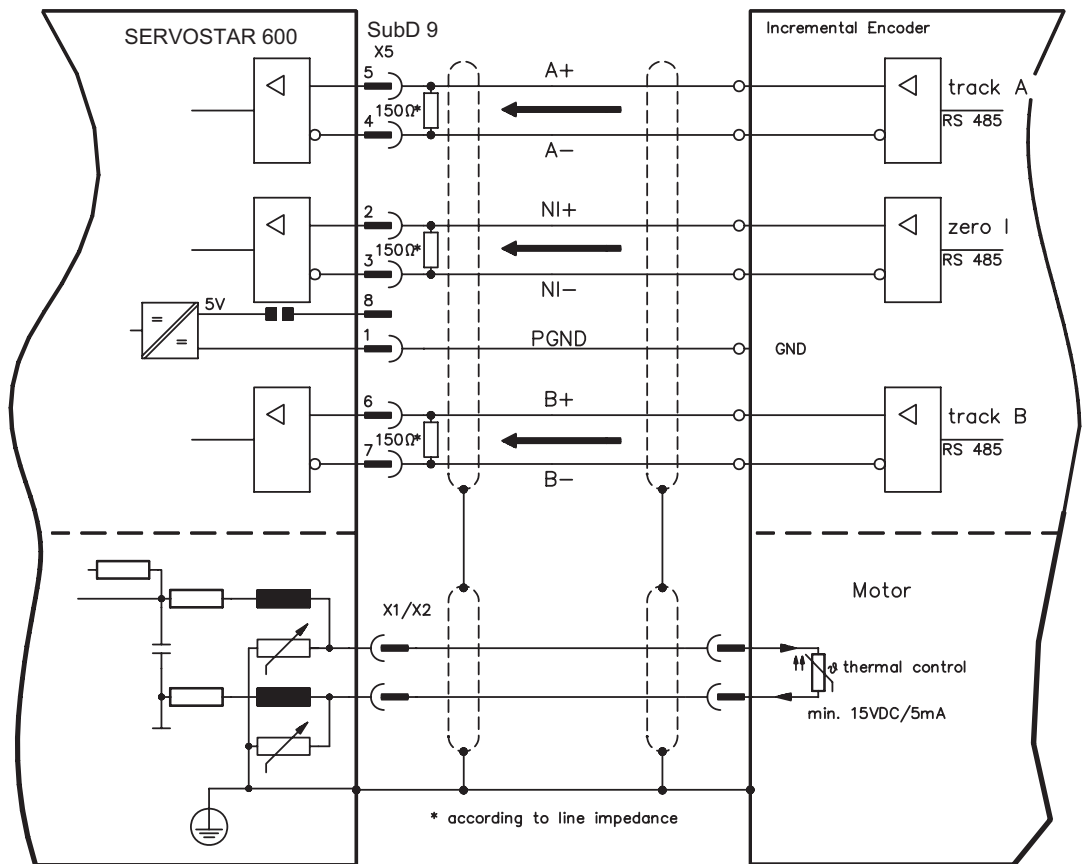 SERVOSTAR 600
SubD 9
X5
Incremental Encoder
5
A+
track A
150Ω*
RS 485
4
A-
2
NI+
zero I
150Ω*
RS 485
3
NI-
5V
8
=
=
1
PGND
GND
6
B+
track B
150Ω*
RS 485
7
B-
Motor
X1/X2
ϑ thermal control
min. 15VDC/5mA
* according to line impedance